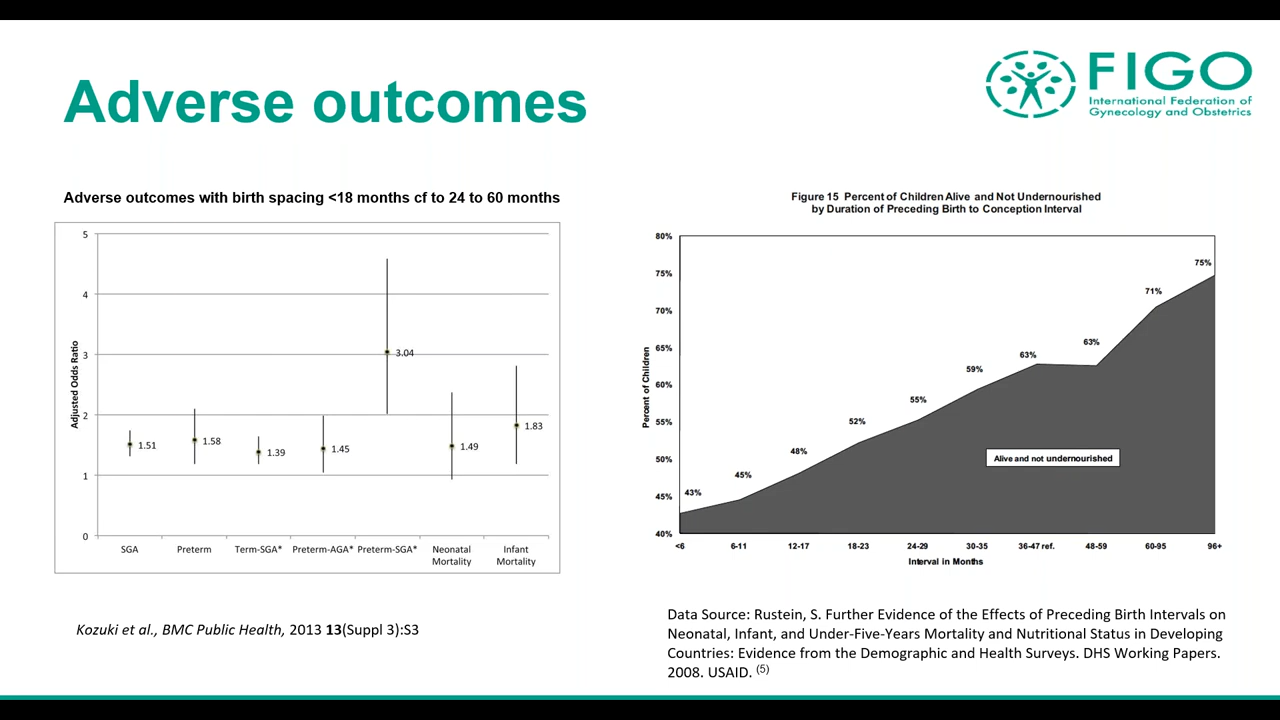 Adverse outcomes
FIGO
International Federation of
Gynecology and Obstetrics
Adverse outcomes with birth spacing <18 months cf to 24 to 60 months
Adjusted Odds Ratio
5
4
3
2
1
0
1.51
1.58
1.39
1.45
3.04
1.49
1.83
SGA
Preterm
Term-SGA*
Preterm-AGA*
Preterm-SGA*
Neonatal
Mortality
Infant
Mortality
Kozuki et al., BMC Public Health, 2013 13(Suppl 3):S3
Figure 15 Percent of Children Alive and Not Undernourished
by Duration of Preceding Birth to Conception Interval
Percent of Children
80%
75%
70%
65%
60%
55%
50%
45%
40%
43%
45%
48%
52%
55%
59%
63%
63%
71%
75%
Alive and not undernourished
<6
6-11
12-17
18-23
24-29
30-35
36-47 ref.
48-59
60-95
96+
Interval in Months
Data Source: Rustein, S. Further Evidence of the Effects of Preceding Birth Intervals on
Neonatal, Infant, and Under-Five-Years Mortality and Nutritional Status in Developing
Countries: Evidence from the Demographic and Health Surveys. DHS Working Papers.
2008. USAID. (5)